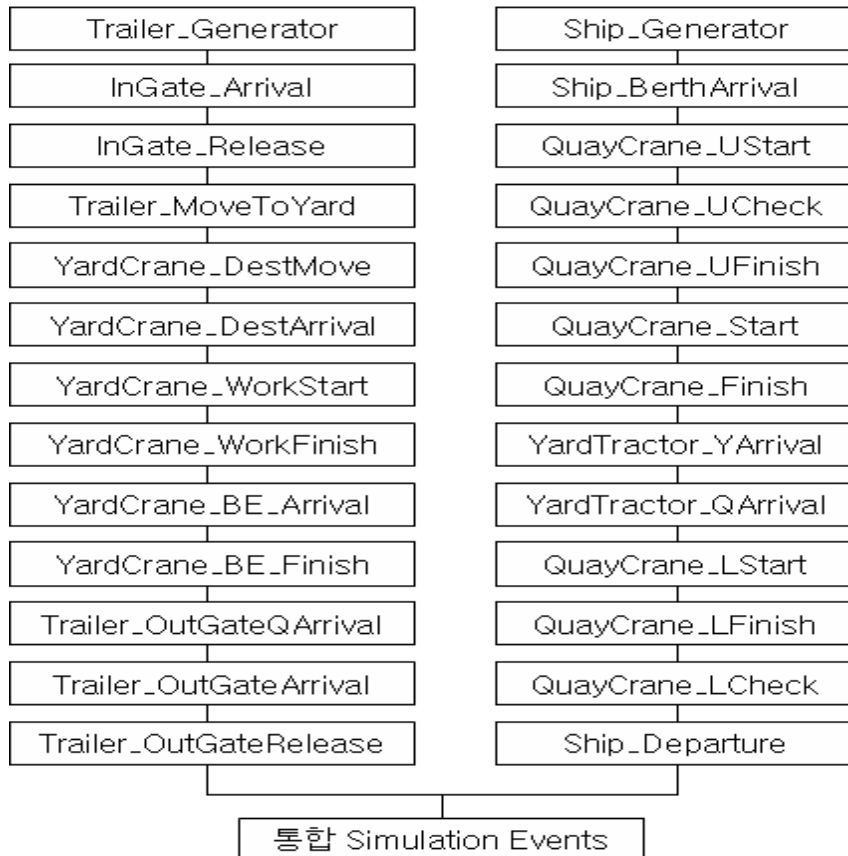 Trailer_Generator
InGate_Arrival
InGate_Release
Trailer_MoveToYard
YardCrane_DestMove
YardCrane_DestArrival
YardCrane_WorkStart
YardCrane_WorkFinish
YardCrane_BE_Arrival
YardCrane_BE_Finish
Trailer_OutGateQArrival
Trailer_OutGateArrival
Trailer_OutGateRelease
Ship_Generator
Ship_BerthArrival
QuayCrane_UStart
QuayCrane_UCheck
QuayCrane_UFinish
QuayCrane_Start
QuayCrane_Finish
YardTractor_YArrival
YardTractor_QArrival
QuayCrane_LStart
QuayCrane_LFinish
QuayCrane_LCheck
Ship_Departure
통합 Simulation Events